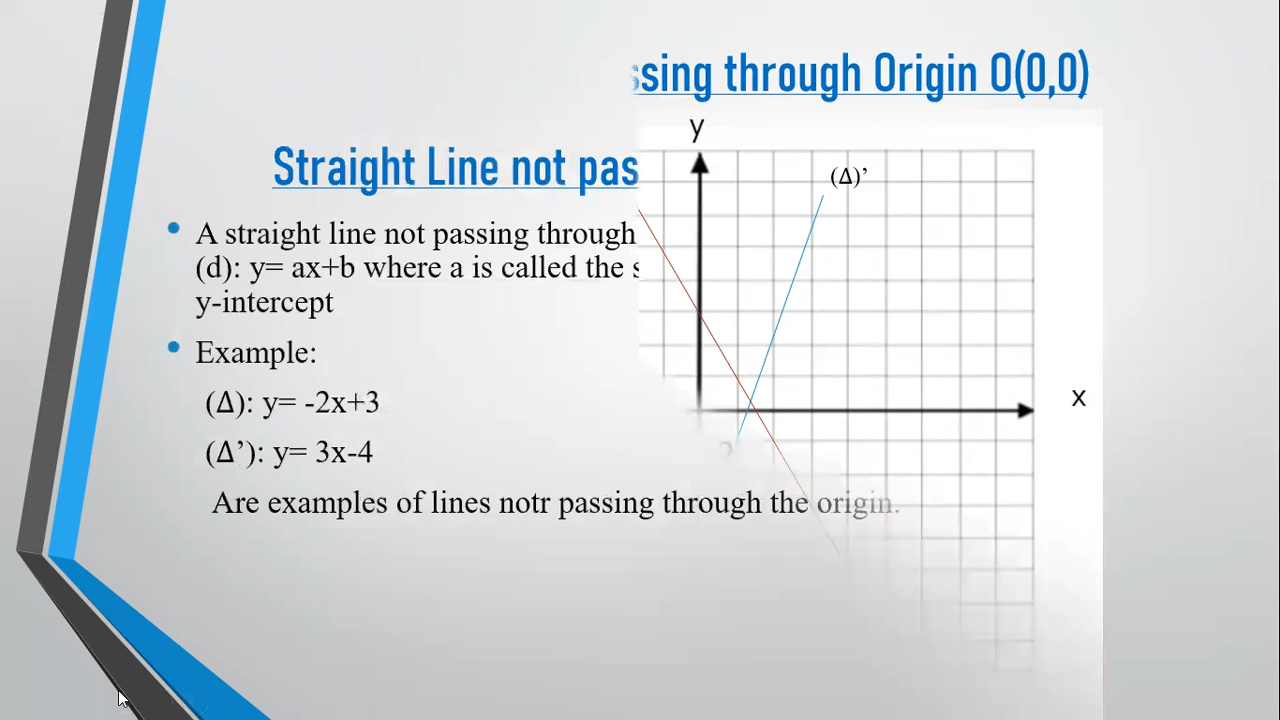 ssing through Origin O(0,0)
y
(Δ)’
Straight Line not pas
A straight line not passing through
(d): y= ax+b where a is called the s
y-intercept
Example:
(Δ): y= -2x+3
x
(Δ’): y= 3x-4
Are examples of lines notr passing through the origin.